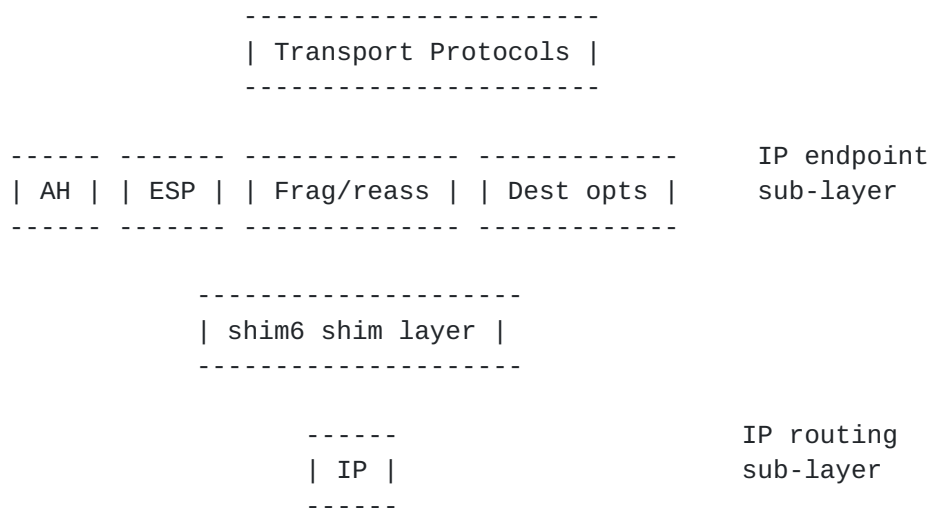 -----------------------
| Transport Protocols |
-----------------------
------ ------- -------------- ------------- IP endpoint
| AH | | ESP | | Frag/reass | | Dest opts | sub-layer
------ ------- -------------- -------------
---------------------
| shim6 shim layer |
---------------------
------ IP routing
| IP | sub-layer
------